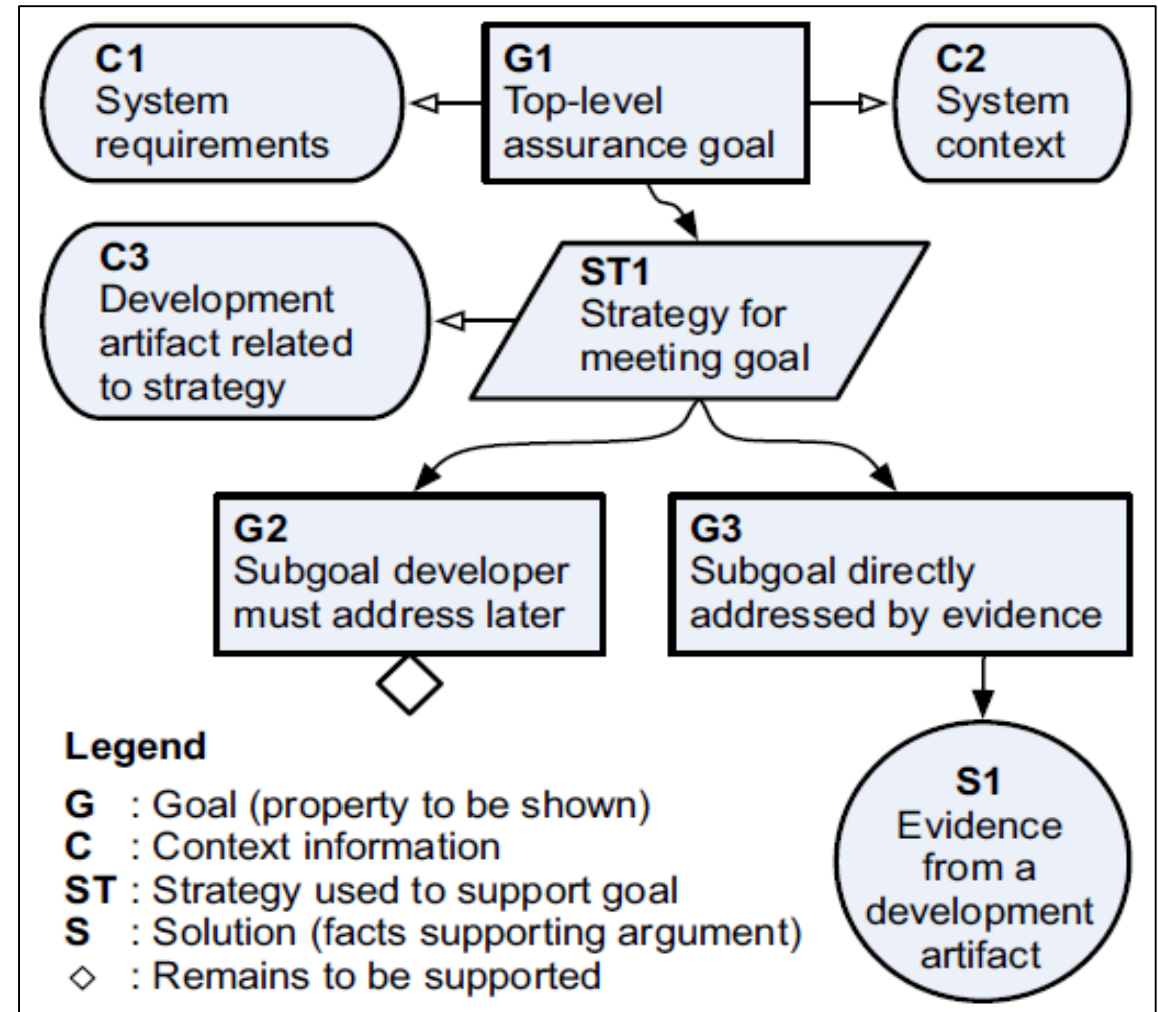 C1
System
requirements
G1
Top-level
assurance goal
C2
System
context
C3
Development
artifact related
to strategy
ST1
Strategy for
meeting goal
G2
Subgoal developer
must address later
G3
Subgoal directly
addressed by evidence
Legend
G : Goal (property to be shown)
C : Context information
ST : Strategy used to support goal
S : Solution (facts supporting argument)
◇ : Remains to be supported
S1
Evidence
from a
development
artifact